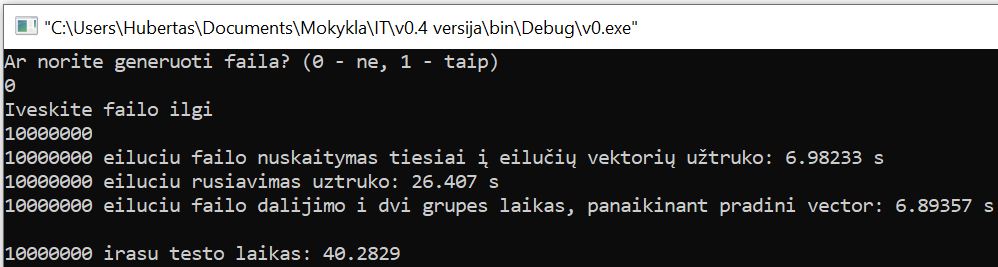 "C:\Users\Hubertas\Documents\Mokykla\IT\v0.4 versija\bin\Debug\v0.exe"
Ar norite generuoti faila? (0 - ne, 1 - taip)
0
Iveskite failo ilgi
10000000
10000000 eiluciu failo nuskaitymas tiesiai į eilučių vektorių užtruko: 6.98233 s
10000000 eiluciu rusiavimas uztruko: 26.407 s
10000000 eiluciu failo dalijimo i dvi grupes laikas, panaikinant pradini vector: 6.89357 s
10000000 irasu testo laikas: 40.2829